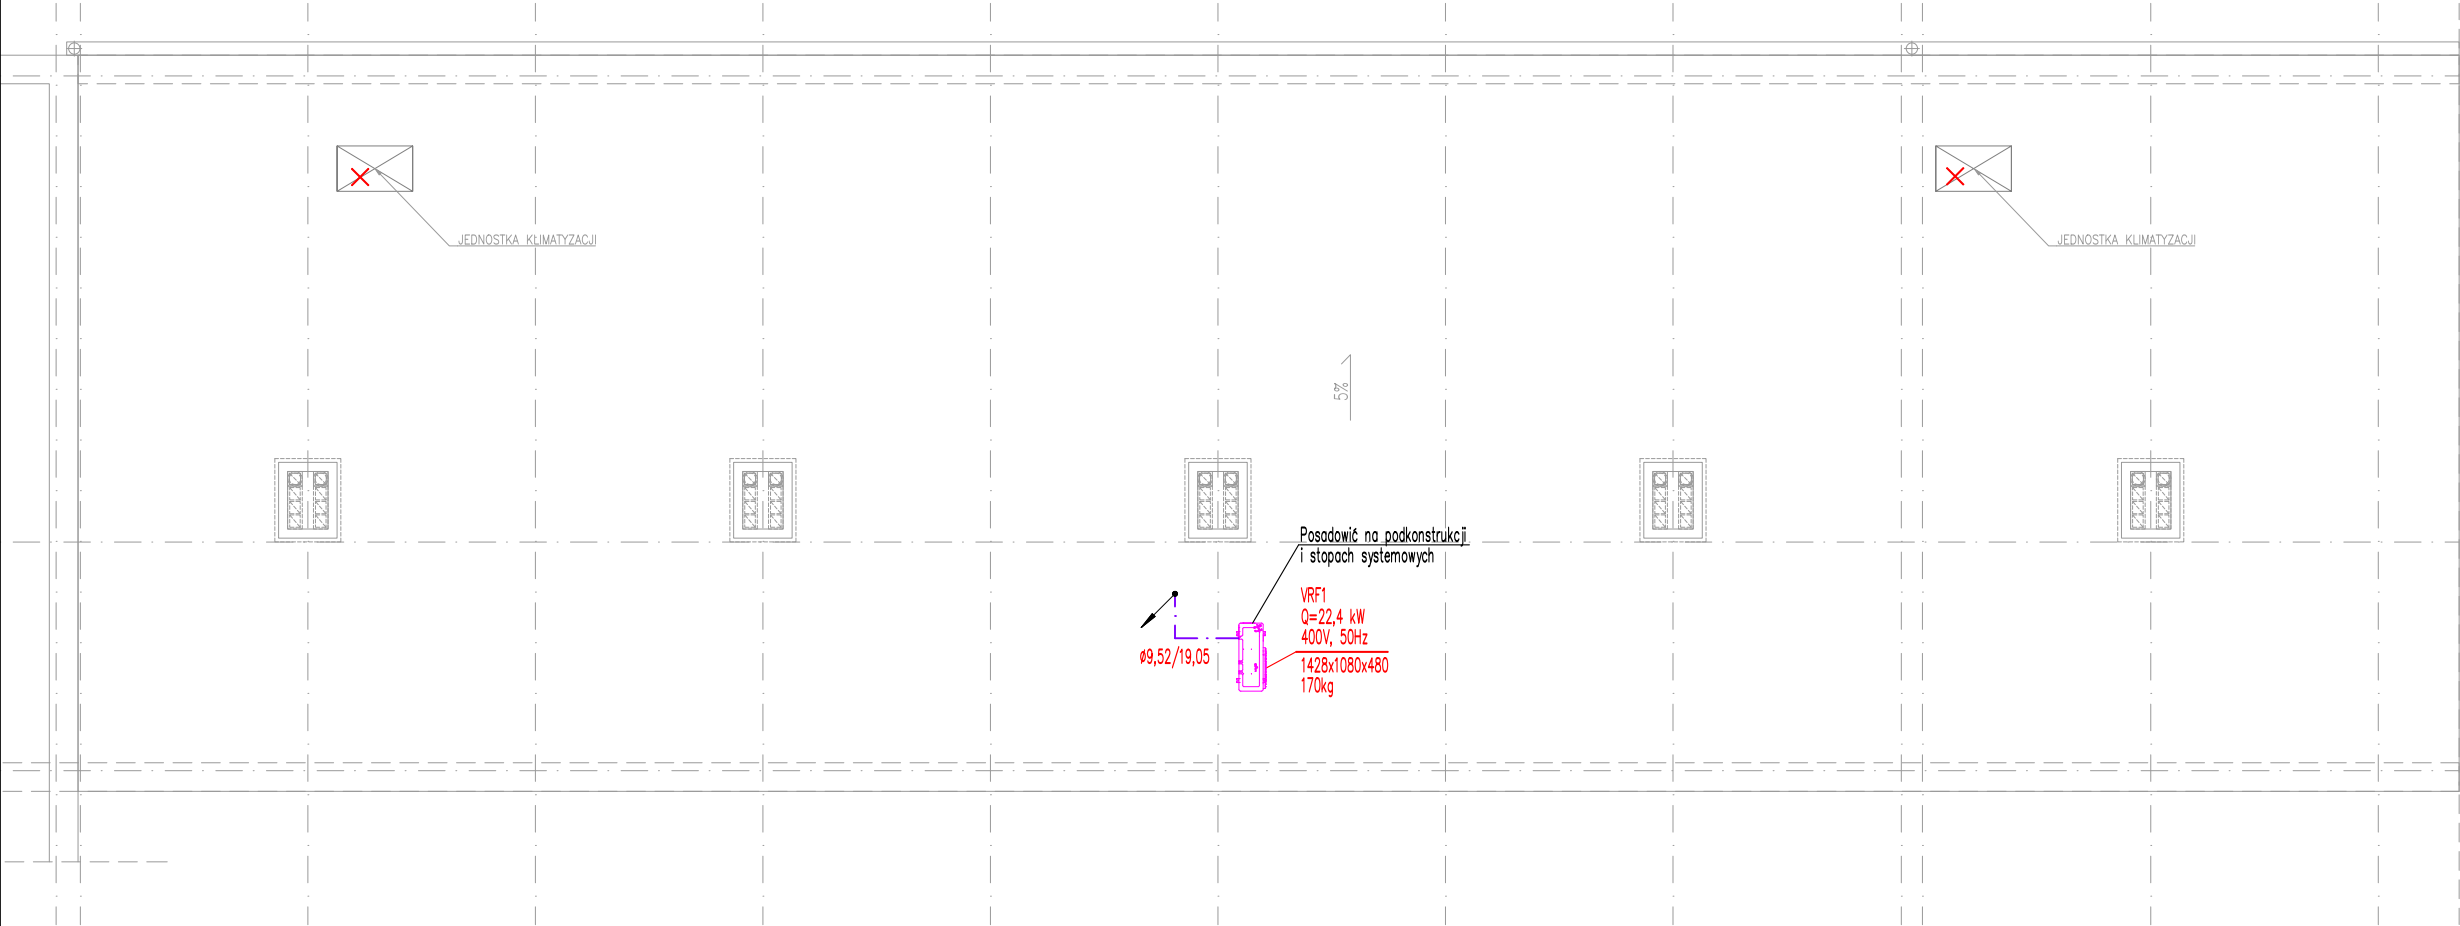 JEDNOSTKA KLIMATYZACJI
JEDNOSTKA KLIMATYZACJI
5%
Posadowić na podkonstrukcji
i stopach systemowych
VRF1
Q=22,4 kW
400V, 50Hz
1428x1080x480
170kg
ø9,52/19,05